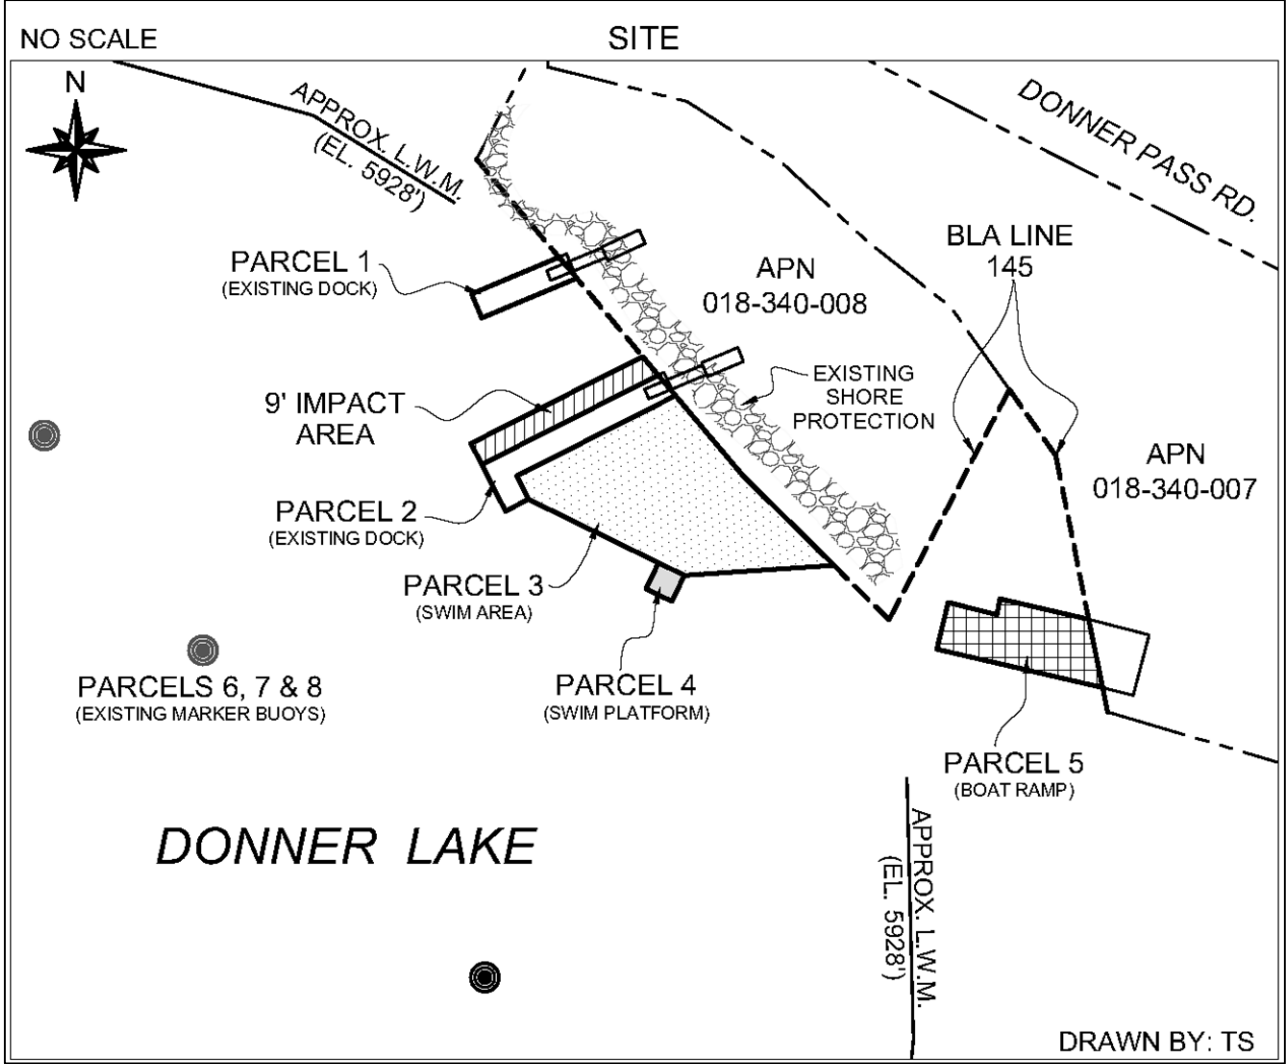 NO SCALE
SITE
N
APPROX. L.W.M.
(EL. 5928')
DONNER PASS RD.
PARCEL 1
(EXISTING DOCK)
APN
018-340-008
BLA LINE
145
9' IMPACT
AREA
EXISTING
SHORE
PROTECTION
APN
018-340-007
PARCEL 2
(EXISTING DOCK)
PARCEL 3
(SWIM AREA)
PARCELS 6, 7 & 8
(EXISTING MARKER BUOYS)
PARCEL 4
(SWIM PLATFORM)
PARCEL 5
(BOAT RAMP)
DONNER LAKE
APPROX. L.W.M.
(EL. 5928')
DRAWN BY: TS